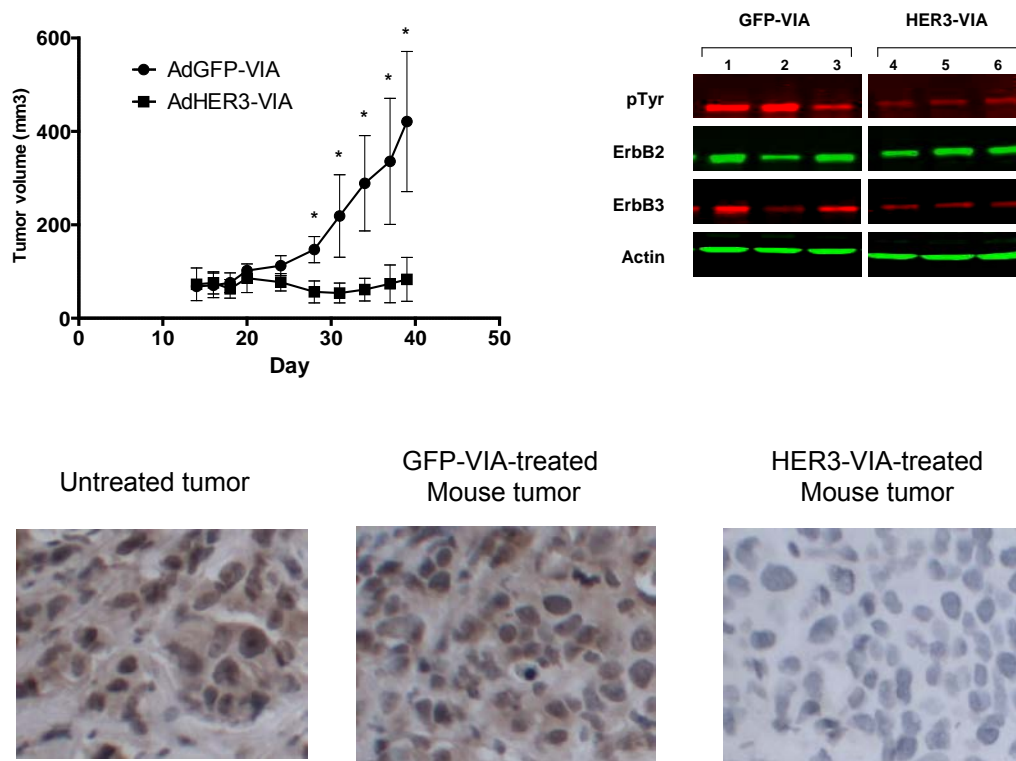 600
400
200
0
Tumor volume (mm3)
AdGFP-VIA
AdHER3-VIA
*
*
*
*
*
0 10 20 30 40 50
Day
GFP-VIA HER3-VIA
1 2 3 4 5 6
pTyr
ErbB2
ErbB3
Actin
Untreated tumor
GFP-VIA-treated
Mouse tumor
HER3-VIA-treated
Mouse tumor